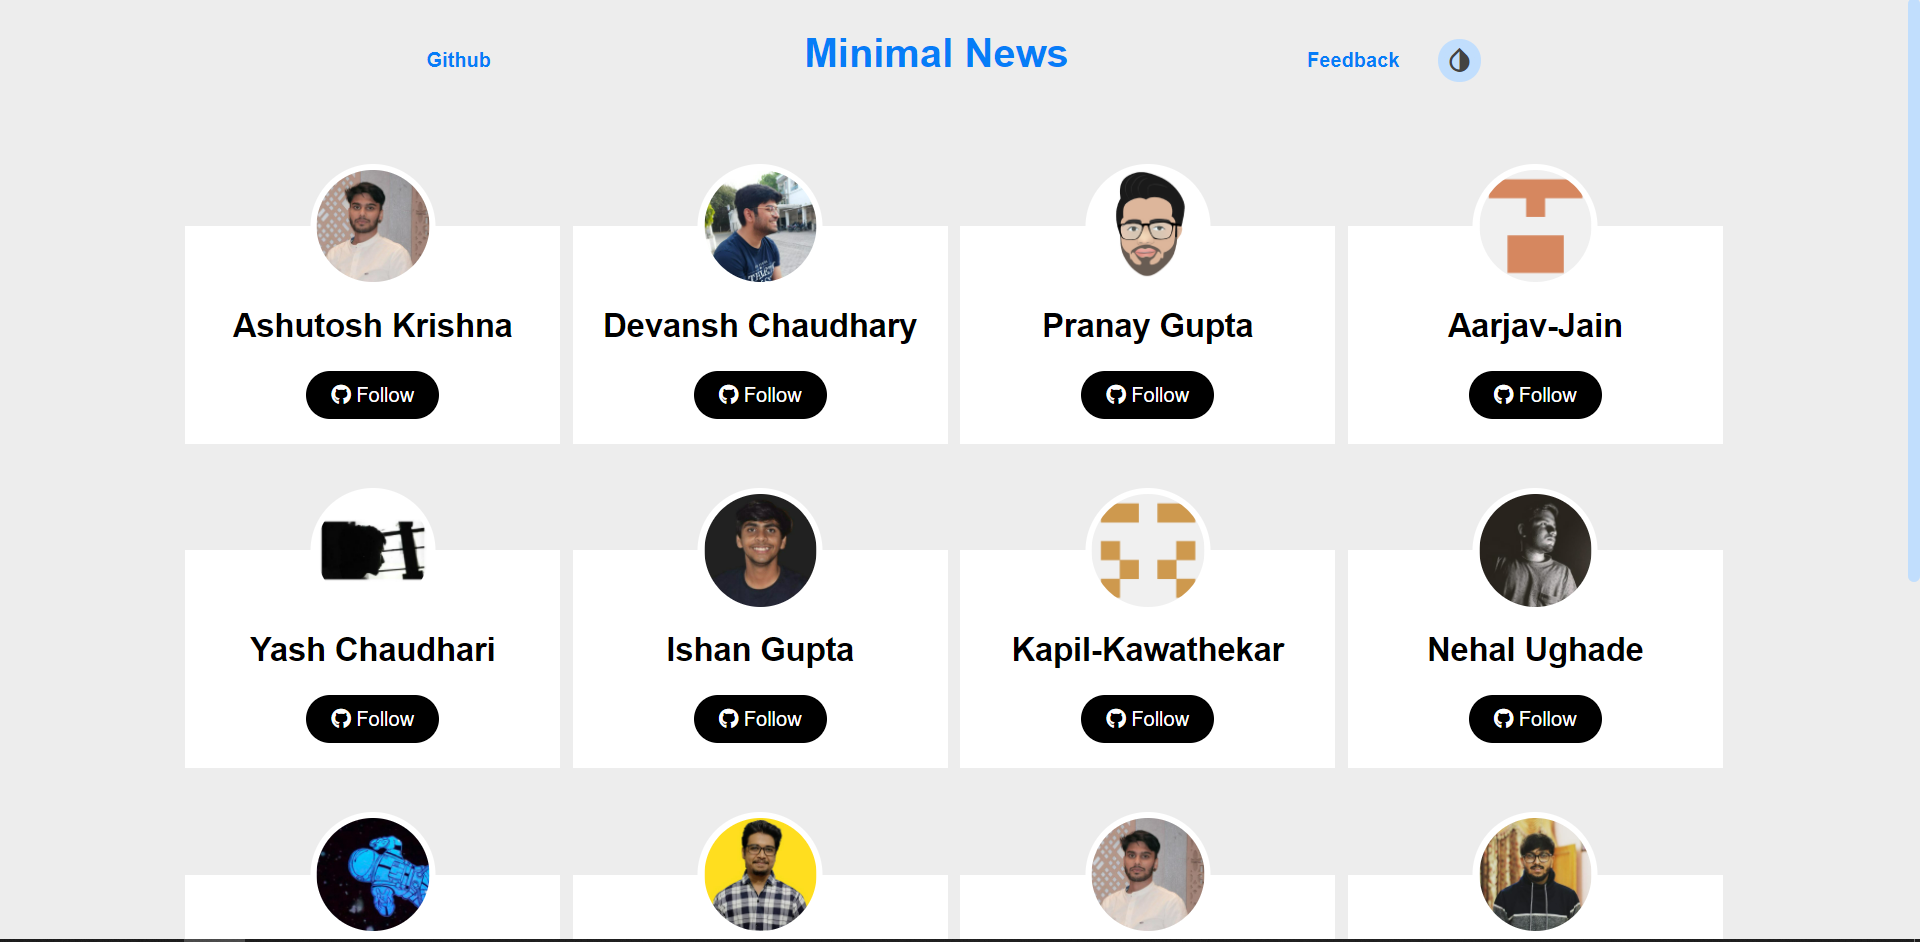 Github
Minimal News
Feedback
Ashutosh Krishna
Devansh Chaudhary
Pranay Gupta
Aarjav-Jain
Follow
Follow
Follow
Follow
Yash Chaudhari
Ishan Gupta
Kapil-Kawathekar
Nehal Ughade
Follow
Follow
Follow
Follow